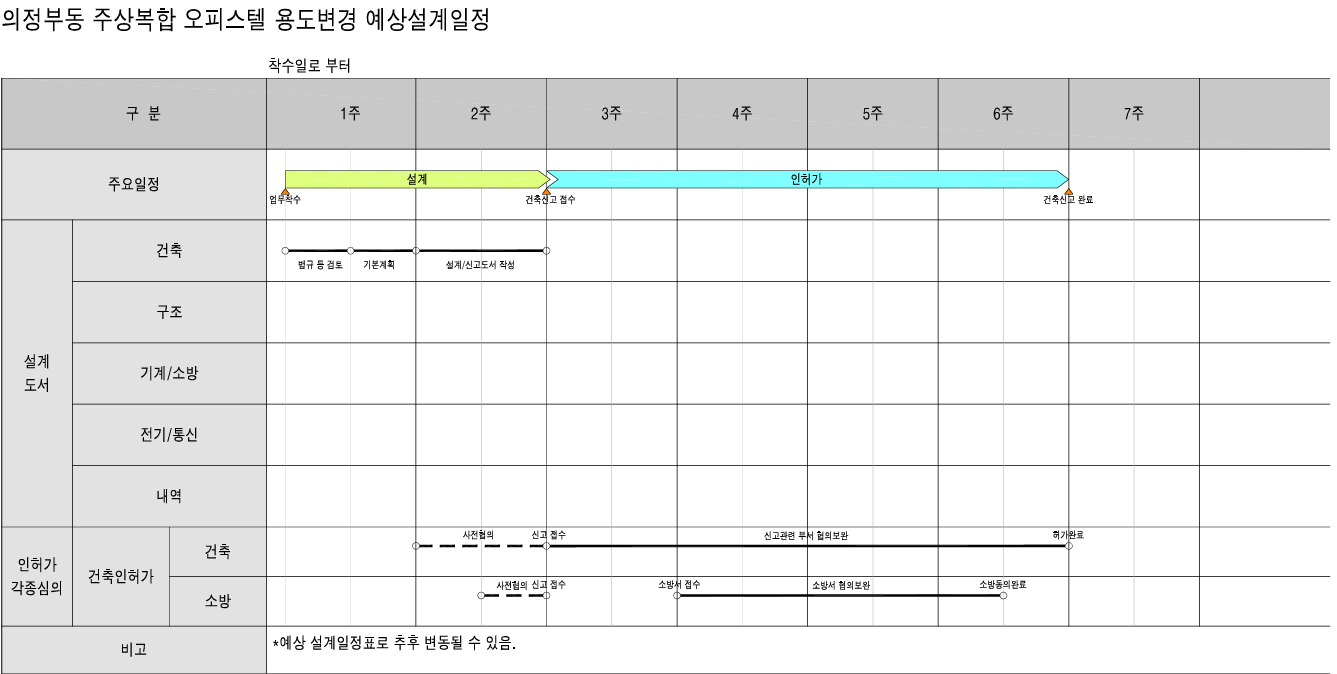 의정부동 주상복합 오피스텔 용도변경 예상설계일정
착수일로 부터
구 분 1주 2주 3주 4주 5주 6주 7주
주요일정
설계 인허가
업무착수 건축신고 접수 건축신고 완료
건축
법규 등 검토 기본계획 설계/신고도서 작성
구조
설계
도서
기계/소방
전기/통신
내역
인허가
각종심의
건축인허가
건축
사전협의 신고 접수 신고관련 부서 협의보완 허가완료
소방
사전협의 신고 접수 소방서 접수 소방서 협의보완 소방동의완료
비고
*예상 설계일정표로 추후 변동될 수 있음.